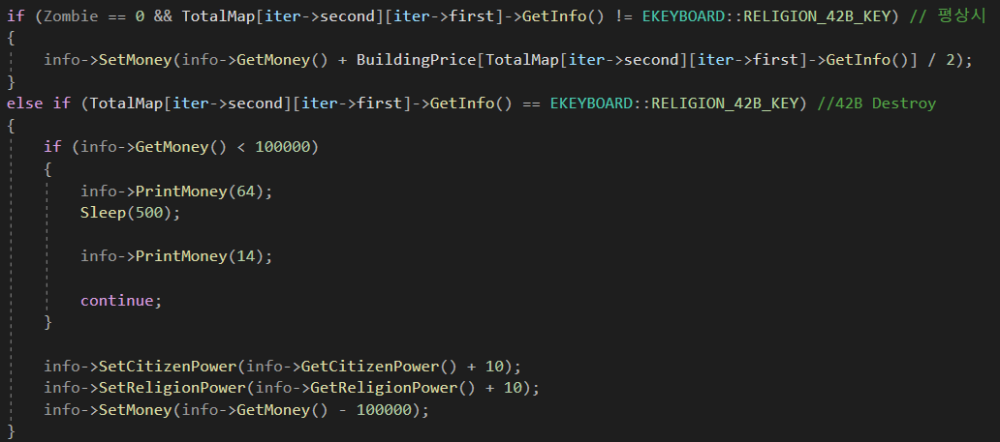 if (Zombie == 0 && TotalMap[iter->second][iter->first]->GetInfo() != EKEYBOARD::RELIGION_42B_KEY) // 평상시
{
    info->SetMoney(info->GetMoney() + BuildingPrice[TotalMap[iter->second][iter->first]->GetInfo()] / 2);
}
else if (TotalMap[iter->second][iter->first]->GetInfo() == EKEYBOARD::RELIGION_42B_KEY) //42B Destroy
{
    if (info->GetMoney() < 100000)
    {
        info->PrintMoney(64);
        Sleep(500);

        info->PrintMoney(14);

        continue;
    }

    info->SetCitizenPower(info->GetCitizenPower() + 10);
    info->SetReligionPower(info->GetReligionPower() + 10);
    info->SetMoney(info->GetMoney() - 100000);
}